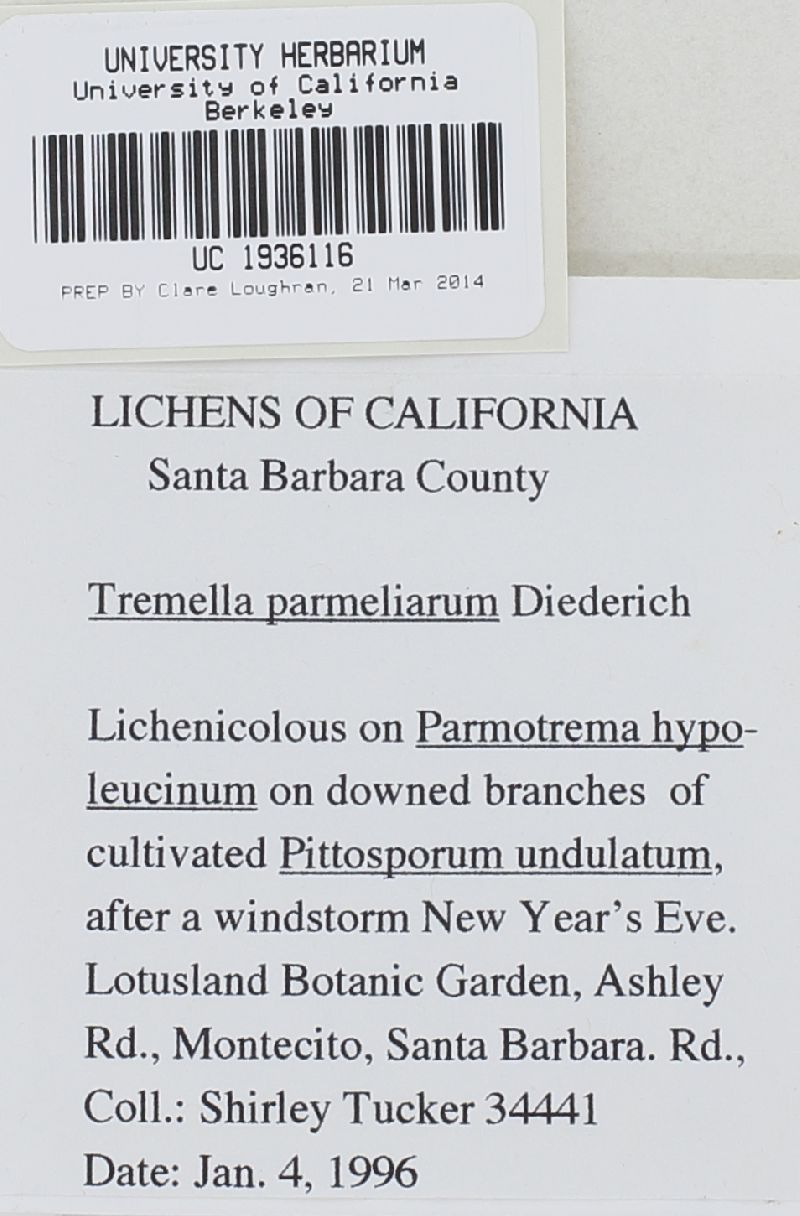 UNIVERSITY HERBARIUM
University of California
Berkeley
UC 1936116
PREP BY Clare Loughran, 21 Mar 2014
LICHENS OF CALIFORNIA
Santa Barbara County
Tremella parmeliarum Diederich
Lichenicolous on Parmotrema hypo-
leucinum on downed branches of
cultivated Pittosporum undulatum,
after a windstorm New Year's Eve.
Lotusland Botanic Garden, Ashley
Rd., Montecito, Santa Barbara. Rd.,
Coll.: Shirley Tucker 34441
Date: Jan. 4, 1996